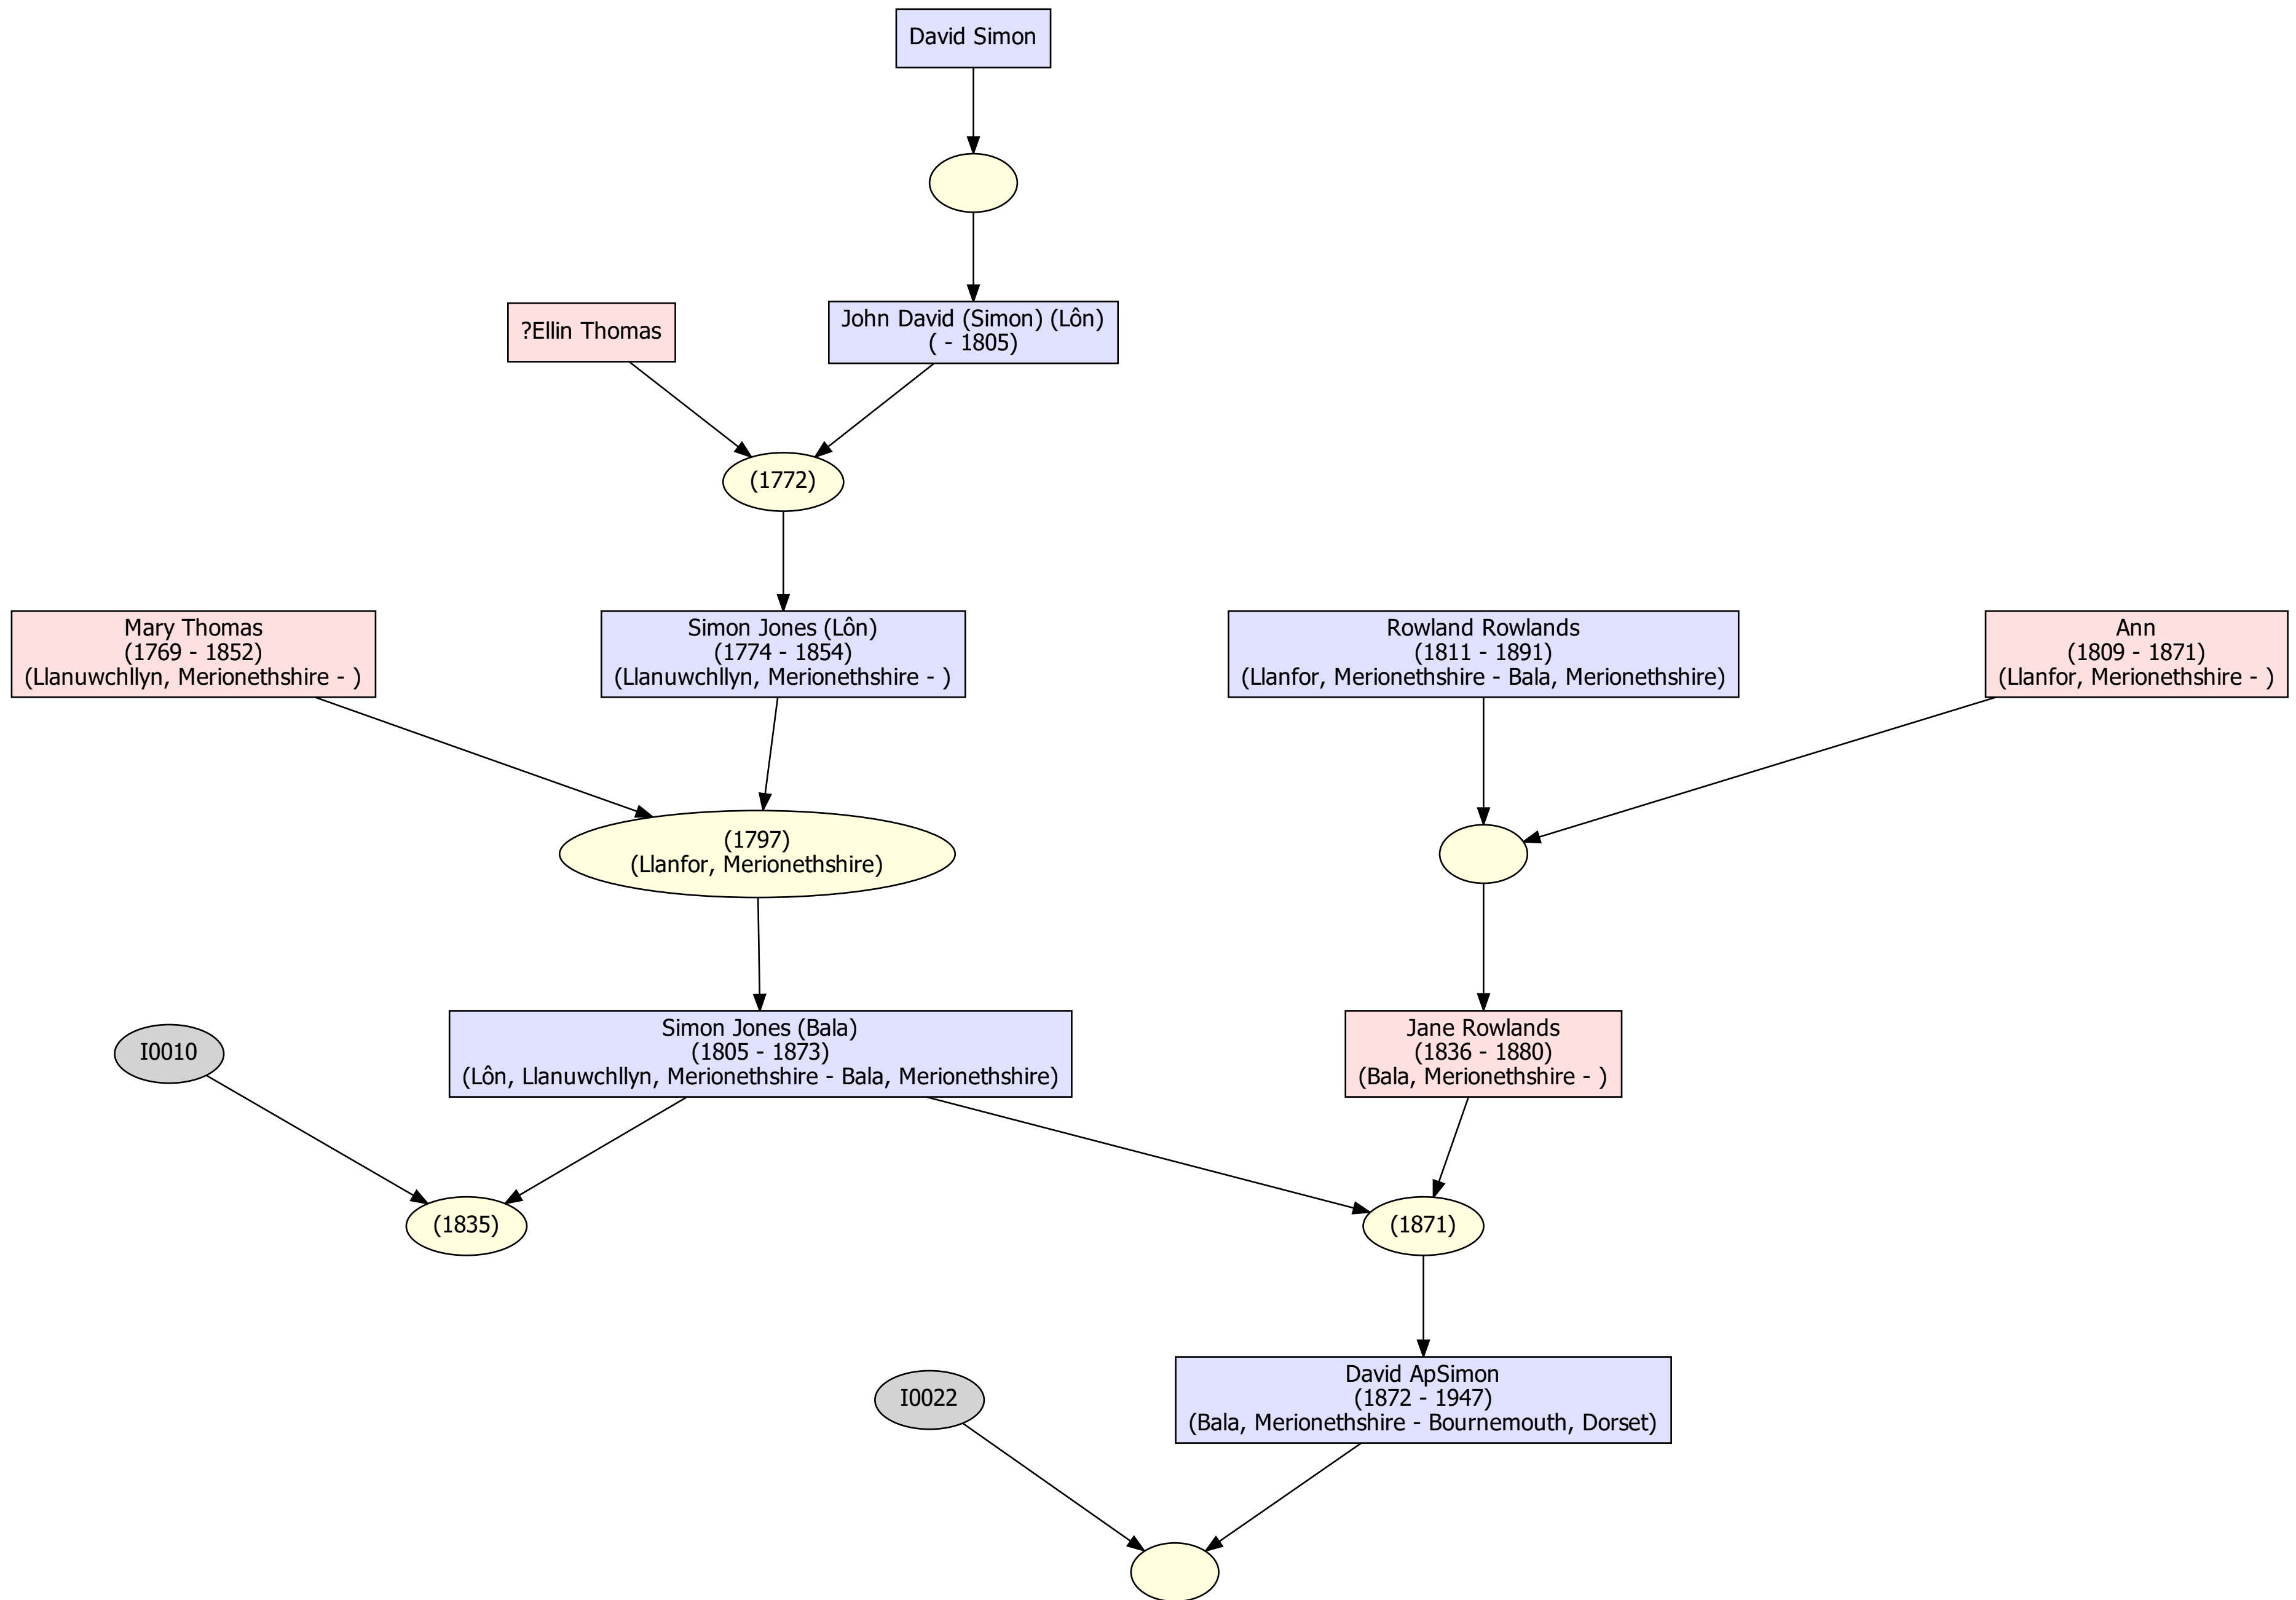 David Simon
?Ellin Thomas
John David (Simon) (Lôn)
( - 1805)
(1772)
Mary Thomas
(1769 - 1852)
(Llanuwchllyn, Merionethshire - )
Simon Jones (Lôn)
(1774 - 1854)
(Llanuwchllyn, Merionethshire - )
Rowland Rowlands
(1811 - 1891)
(Llanfor, Merionethshire - Bala, Merionethshire)
Ann
(1809 - 1871)
(Llanfor, Merionethshire - )
(1797)
(Llanfor, Merionethshire)
I0010
Simon Jones (Bala)
(1805 - 1873)
(Lôn, Llanuwchllyn, Merionethshire - Bala, Merionethshire)
Jane Rowlands
(1836 - 1880)
(Bala, Merionethshire - )
(1835)
(1871)
I0022
David ApSimon
(1872 - 1947)
(Bala, Merionethshire - Bournemouth, Dorset)